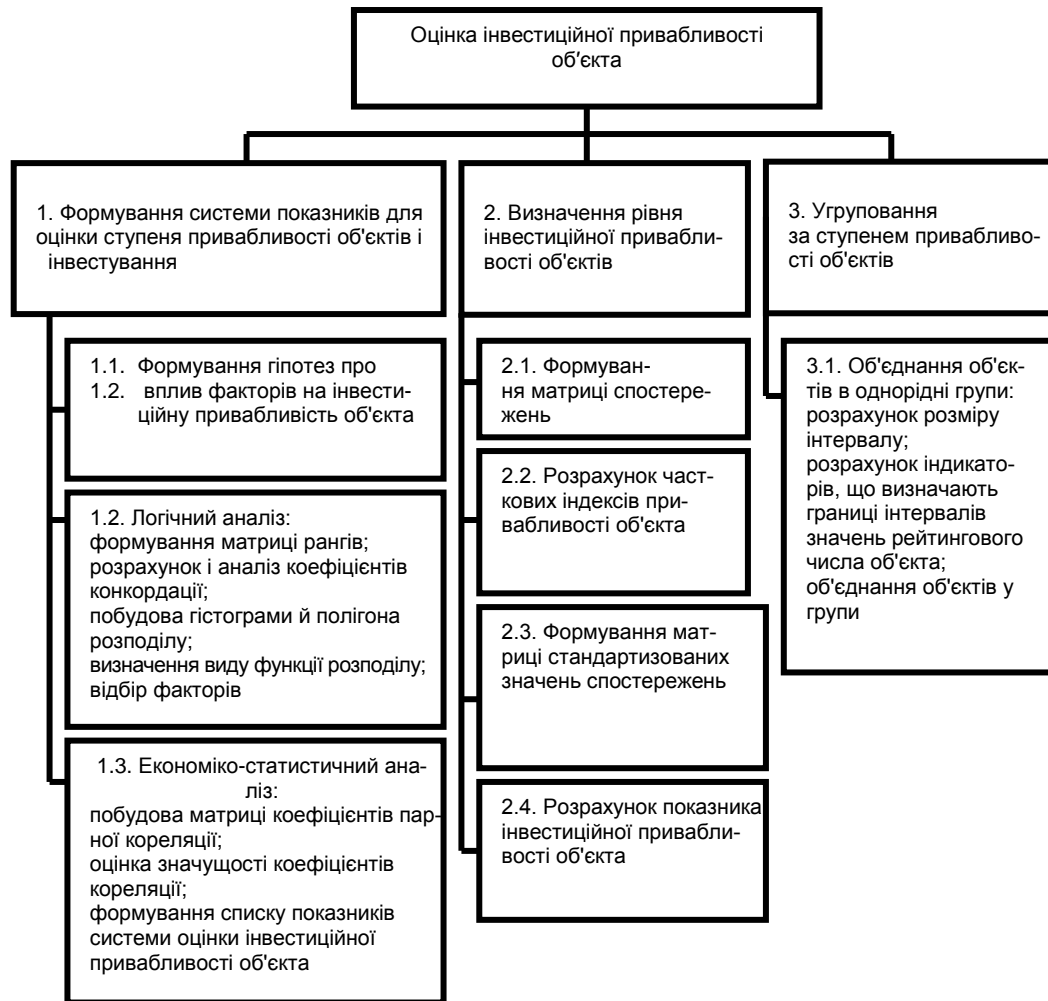 Оцінка інвестиційної привабливості
об'єкта
1. Формування системи показників для
оцінки ступеня привабливості об'єктів і
інвестування
1.1. Формування гіпотез про
1.2. вплив факторів на інвести-
ційну привабливість об'єкта
1.2. Логічний аналіз:
формування матриці рангів;
розрахунок і аналіз коефіцієнтів
конкордації;
побудова гістограми й полігона
розподілу;
визначення виду функції розподілу;
відбір факторів
1.3. Економіко-статистичний ана-
ліз:
побудова матриці коефіцієнтів пар-
ної кореляції;
оцінка значущості коефіцієнтів
кореляції;
формування списку показників
системи оцінки інвестиційної
привабливості об'єкта
2. Визначення рівня
інвестиційної привабли-
вості об'єктів
2.1. Формуван-
ня матриці спостере-
жень
2.2. Розрахунок част-
кових індексів при-
вабливості об'єкта
2.3. Формування мат-
риці стандартизованих
значень спостережень
2.4. Розрахунок показника
інвестиційної привабли-
вості об'єкта
3. Угруповання
за ступенем привабливо-
сті об'єктів
3.1. Об'єднання об'єк-
тів в однорідні групи:
розрахунок розміру
інтервалу;
розрахунок індикато-
рів, що визначають
границі інтервалів
значень рейтингового
числа об'єкта;
об'єднання об'єктів у
групи